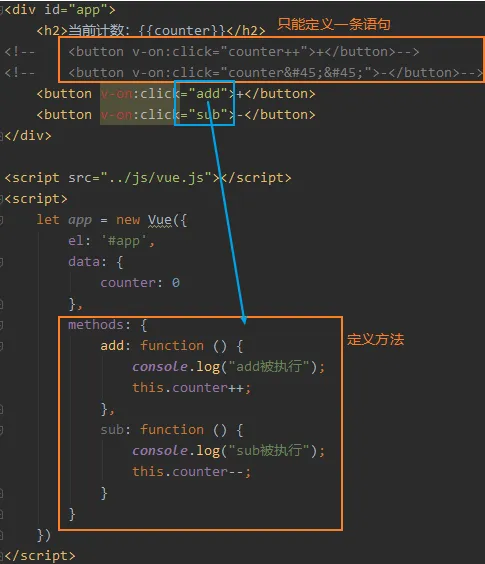 <div id="app">
<h2>当前计数：{{counter}}</h2>
只能定义一条语句
<!-- <button v-on:click="counter++">+</button>-->
<!-- <button v-on:click="counter&#45;&#45;">-</button>-->
<button v-on:click="add">+</button>
<button v-on:click="sub">-</button>
</div>
<script src="../js/vue.js"></script>
<script>
let app = new Vue({
el: '#app',
data: {
counter: 0
},
methods: {
定义方法
add: function () {
console.log("add被执行");
this.counter++;
},
sub: function () {
console.log("sub被执行");
this.counter--;
}
}
})
</script>